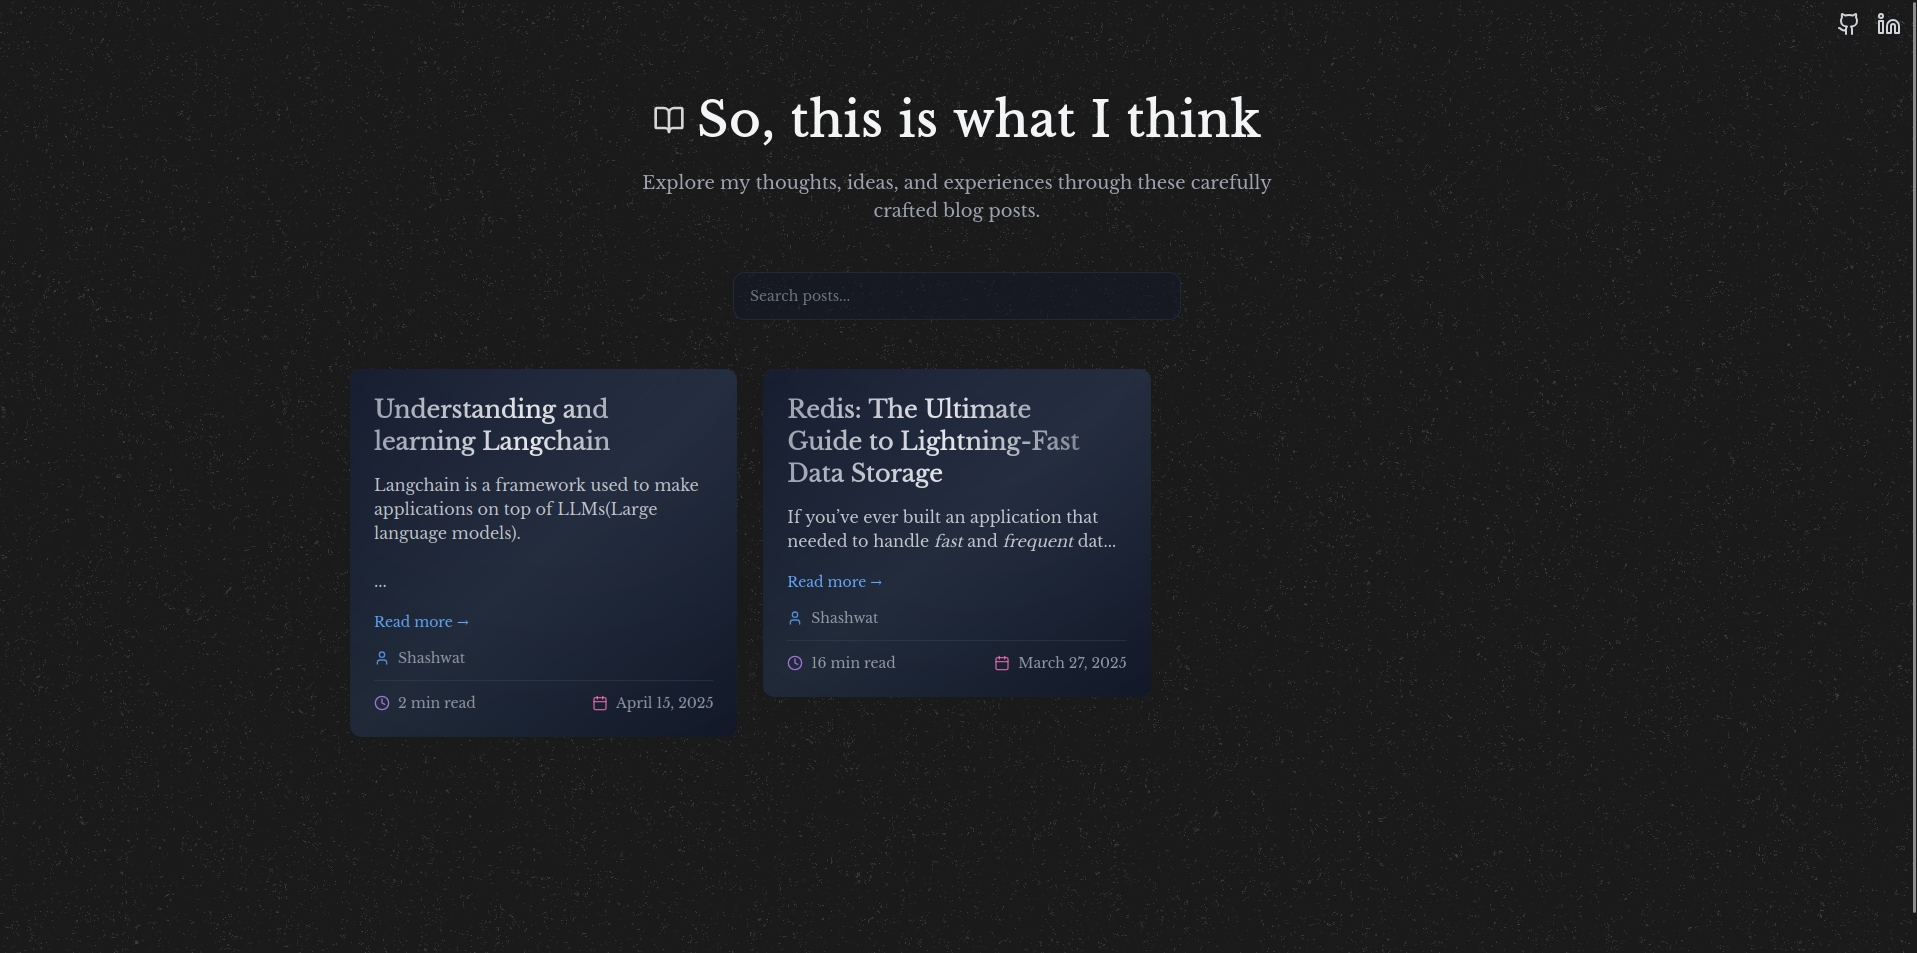 So, this is what I think
Explore my thoughts, ideas, and experiences through these carefully
crafted blog posts.
Search posts...
Understanding and
learning Langchain
Langchain is a framework used to make
applications on top of LLMs(Large
language models).
...
Read more →
Shashwat
2 min read
April 15, 2025
Redis: The Ultimate
Guide to Lightning-Fast
Data Storage
If you’ve ever built an application that
needed to handle fast and frequent dat...
Read more →
Shashwat
16 min read
March 27, 2025